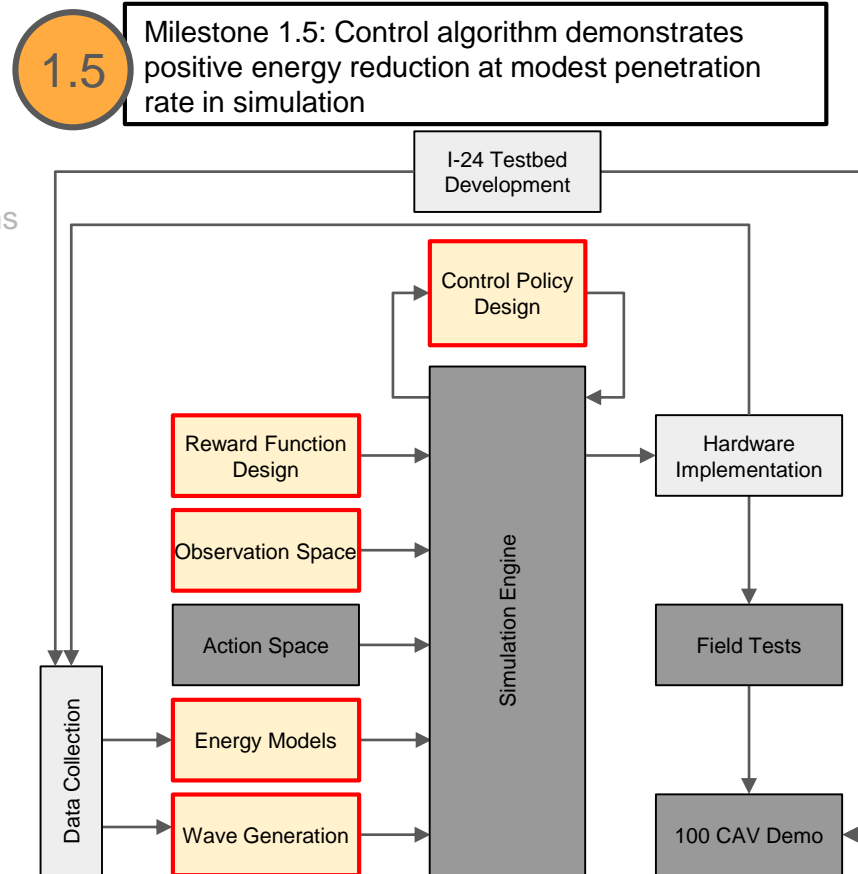 1.5
Milestone 1.5: Control algorithm demonstrates
positive energy reduction at modest penetration
rate in simulation
I-24 Testbed
Development
Control Policy
Design
Reward Function
Design
Hardware
Implementation
Observation Space
Simulation Engine
Action Space
Field Tests
Data Collection
Energy Models
Wave Generation
100 CAV Demo